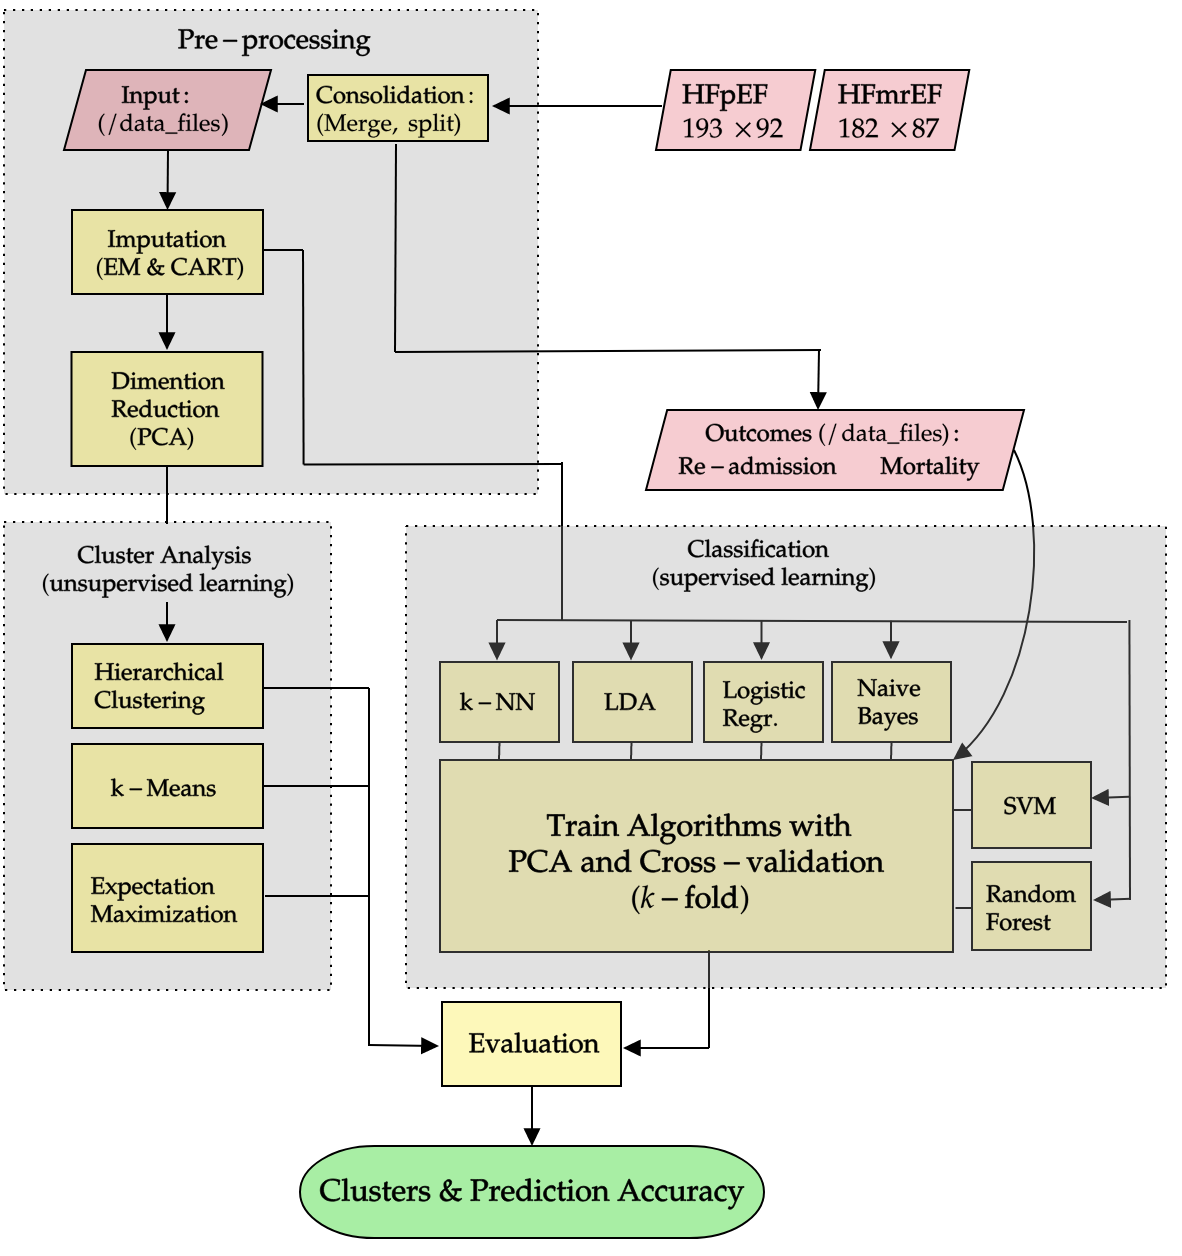 Pre – processing
Input :
(/data_files)
Consolidation :
(Merge, split)
HFpEF
193 ×92
HFmrEF
182 ×87
Imputation
(EM & CART)
Dimention
Reduction
(PCA)
Outcomes (/data_files) :
Re – admission Mortality
Cluster Analysis
(unsupervised learning)
Hierarchical
Clustering
k – Means
Expectation
Maximization
Classification
(supervised learning)
k – NN
LDA
Logistic
Regr.
Naive
Bayes
Train Algorithms with
PCA and Cross – validation
(k – fold)
SVM
Random
Forest
Evaluation
Clusters & Prediction Accuracy